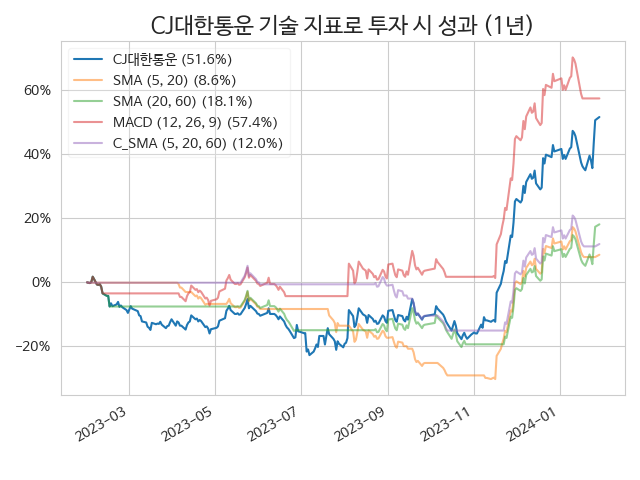 CJ대한통운 기술 지표로 투자 시 성과 (1년)
CJ대한통운 (51.6%)
SMA (5, 20) (8.6%)
SMA (20, 60) (18.1%)
MACD (12, 26, 9) (57.4%)
C_SMA (5, 20, 60) (12.0%)
60%
40%
20%
0%
−20%
2023-03
2023-05
2023-07
2023-09
2023-11
2024-01